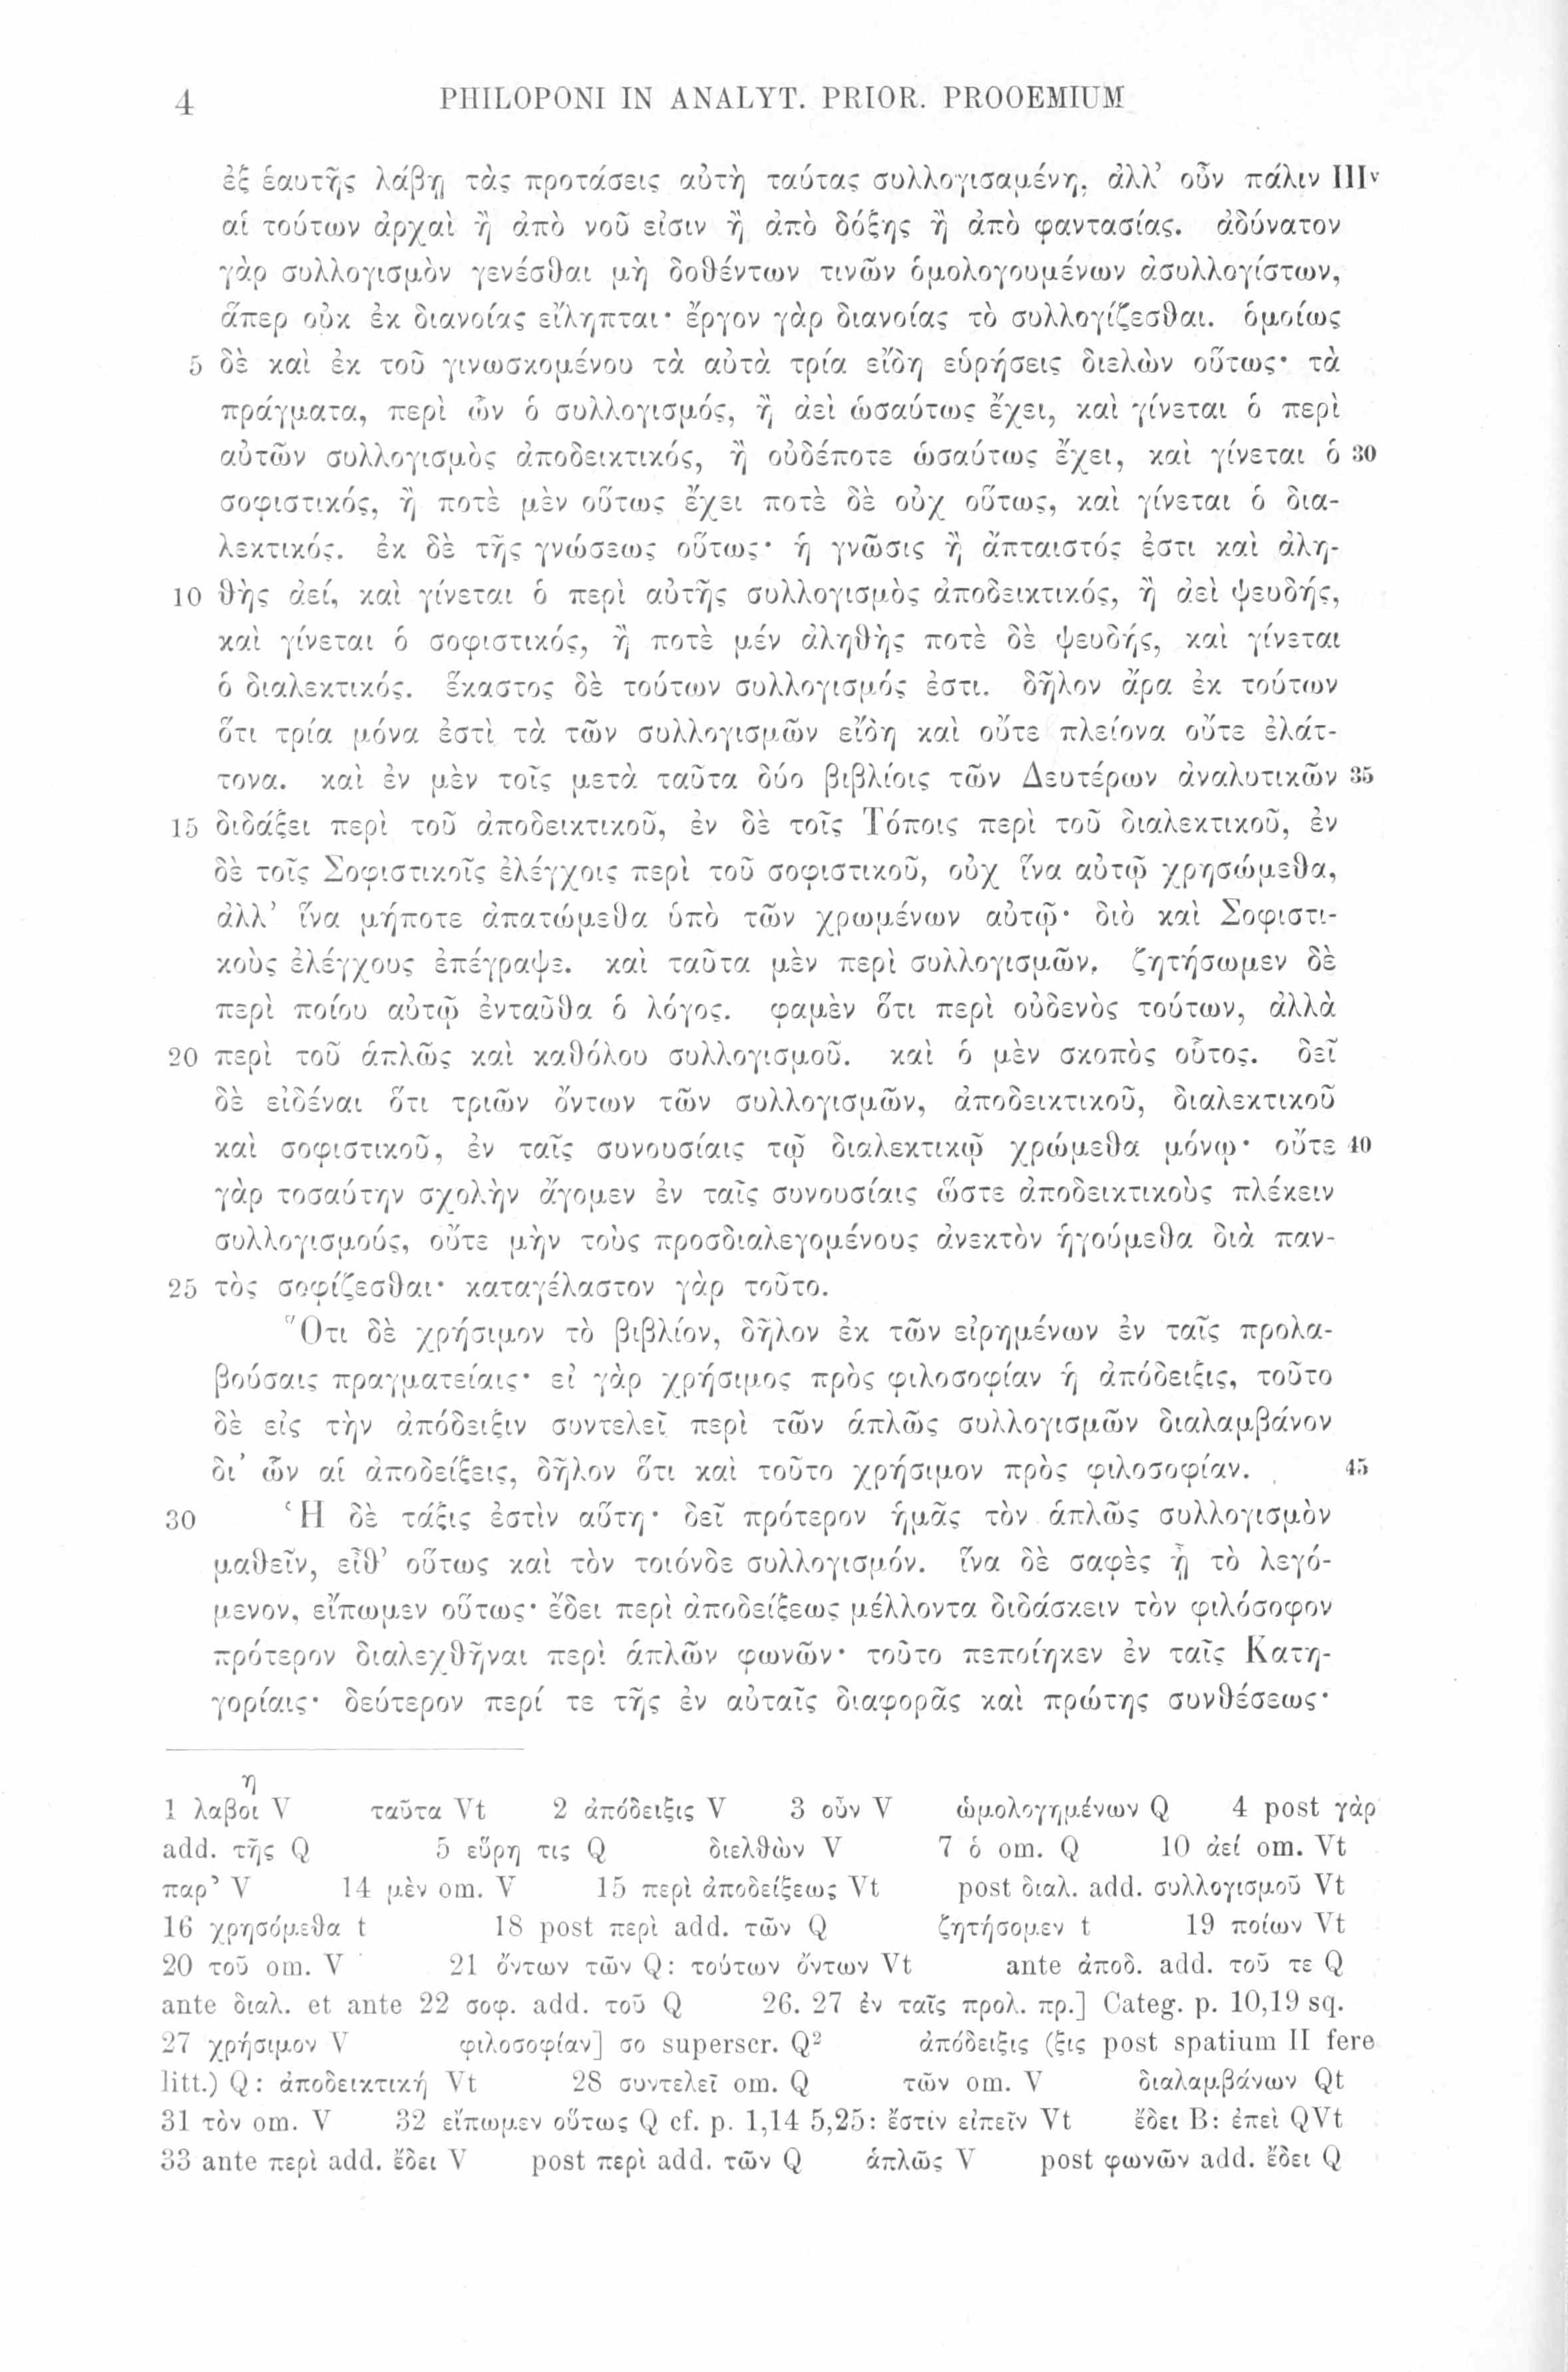 4 PHILOPONI IN ANALYT. PRIOR. PROOEMIUM
ἐξ ἑαυτῆς λάβῃ τὰς προτάσεις αὐτὴ ταύτας συλλογισαμένη, ἀλλ’ οὖν πάλιν IIIv
αἱ τούτων ἀρχαὶ ἢ ἀπὸ νοῦ εἰσιν ἢ ἀπὸ δόξης ἢ ἀπὸ φαντασίας. ἀδύνατον
γὰρ συλλογισμὸν γενέσθαι μὴ δοθέντων τινῶν ὁμολογουμένων ἀσυλλογίστων,
ἅπερ οὐκ ἐκ διανοίας εἴληπται· ἔργον γὰρ διανοίας τὸ συλλογίζεσθαι. ὁμοίως
5 δὲ καὶ ἐκ τοῦ γινωσκομένου τὰ αὐτὰ τρία εἴδη εὑρήσεις διελὼν οὕτως· τὰ
πράγματα, περὶ ὧν ὁ συλλογισμός, ἢ ἀεὶ ὡσαύτως ἔχει, καὶ γίνεται ὁ περὶ
αὐτῶν συλλογισμὸς ἀποδεικτικός, ἢ οὐδέποτε ὡσαύτως ἔχει, καὶ γίνεται ὁ 30
σοφιστικός, ἢ ποτὲ μὲν οὕτως ἔχει ποτὲ δὲ οὐχ οὕτως, καὶ γίνεται ὁ δια-
λεκτικός. ἐκ δὲ τῆς γνώσεως οὕτως· ἡ γνῶσις ἢ ἄπταιστός ἐστι καὶ ἀλη-
10 θὴς ἀεί, καὶ γίνεται ὁ περὶ αὐτῆς συλλογισμὸς ἀποδεικτικός, ἢ ἀεὶ ψευδής,
καὶ γίνεται ὁ σοφιστικός, ἢ ποτὲ μέν ἀληθὴς ποτὲ δὲ ψευδής, καὶ γίνεται
ὁ διαλεκτικός. ἕκαστος δὲ τούτων συλλογισμός ἐστι. δῆλον ἄρα ἐκ τούτων
ὅτι τρία μόνα ἐστὶ τὰ τῶν συλλογισμῶν εἴδη καὶ οὔτε πλείονα οὔτε ἐλάτ-
τονα. καὶ ἐν μὲν τοῖς μετὰ ταῦτα δύο βιβλίοις τῶν Δευτέρων ἀναλυτικῶν 35
15 διδάξει περὶ τοῦ ἀποδεικτικοῦ, ἐν δὲ τοῖς Τόποις περὶ τοῦ διαλεκτικοῦ, ἐν
δὲ τοῖς Σοφιστικοῖς ἐλέγχοις περὶ τοῦ σοφιστικοῦ, οὐχ ἵνα αὐτῷ χρησώμεθα,
ἀλλ’ ἵνα μήποτε ἀπατώμεθα ὑπὸ τῶν χρωμένων αὐτῷ· διὸ καὶ Σοφιστι-
κοὺς ἐλέγχους ἐπέγραψε. καὶ ταῦτα μὲν περὶ συλλογισμῶν. ζητήσωμεν δὲ
περὶ ποίου αὐτῷ ἐνταῦθα ὁ λόγος. φαμὲν ὅτι περὶ οὐδενὸς τούτων, ἀλλὰ
20 περὶ τοῦ ἁπλῶς καὶ καθόλου συλλογισμοῦ. καὶ ὁ μὲν σκοπὸς οὗτος. δεῖ
δὲ εἰδέναι ὅτι τριῶν ὄντων τῶν συλλογισμῶν, ἀποδεικτικοῦ, διαλεκτικοῦ
καὶ σοφιστικοῦ, ἐν ταῖς συνουσίαις τῷ διαλεκτικῷ χρώμεθα μόνῳ· οὔτε 40
γὰρ τοσαύτην σχολὴν ἄγομεν ἐν ταῖς συνουσίαις ὥστε ἀποδεικτικοὺς πλέκειν
συλλογισμούς, οὔτε μὴν τοὺς προσδιαλεγομένους ἀνεκτὸν ἡγούμεθα διὰ παν-
25 τὸς σοφίζεσθαι· καταγέλαστον γὰρ τοῦτο.
Ὅτι δὲ χρήσιμον τὸ βιβλίον, δῆλον ἐκ τῶν εἰρημένων ἐν ταῖς προλα-
βούσαις πραγματείαις· εἰ γὰρ χρήσιμος πρὸς φιλοσοφίαν ἡ ἀπόδειξις, τοῦτο
δὲ εἰς τὴν ἀπόδειξιν συντελεῖ περὶ τῶν ἁπλῶς συλλογισμῶν διαλαμβάνον
δι’ ὧν αἱ ἀποδείξεις, δῆλον ὅτι καὶ τοῦτο χρήσιμον πρὸς φιλοσοφίαν. 45
30 Ἡ δὲ τάξις ἐστὶν αὕτη· δεῖ πρότερον ἡμᾶς τὸν ἁπλῶς συλλογισμὸν
μαθεῖν, εἶθ’ οὕτως καὶ τὸν τοιόνδε συλλογισμόν. ἵνα δὲ σαφὲς ᾖ τὸ λεγό-
μενον, εἴπωμεν οὕτως· ἔδει περὶ ἀποδείξεως μέλλοντα διδάσκειν τὸν φιλόσοφον
πρότερον διαλεχθῆναι περὶ ἁπλῶν φωνῶν· τοῦτο πεποίηκεν ἐν ταῖς Κατη-
γορίαις· δεύτερον περί τε τῆς ἐν αὐταῖς διαφορᾶς καὶ πρώτης συνθέσεως·
η
1 λαβοι V ταῦτα Vt 2 ἀπόδειξις V 3 οὖν V ὡμολογημένων Q 4 post γὰρ
add. τῆς Q 5 εὕρη τις Q διελθὼν V 7 ὁ om. Q 10 ἀεί om. Vt
παρ’ V 14 μὲν om. V 15 περὶ ἀποδείξεως Vt post διαλ. add. συλλογισμοῦ Vt
16 χρησόμεθα t 18 post περὶ add. τῶν Q ζητήσομεν t 19 ποίων Vt
20 τοῦ om. V 21 ὄντων τῶν Q: τούτων ὄντων Vt ante ἀποδ. add. τοῦ τε Q
ante διαλ. et ante 22 σοφ. add. τοῦ Q 26. 27 ἐν ταῖς προλ. πρ.] Categ. p. 10,19 sq.
27 χρήσιμον V φιλοσοφίαν] σο superscr. Q² ἀπόδειξις (ξις post spatium II fere
litt.) Q: ἀποδεικτική Vt 28 συντελεῖ om. Q τῶν om. V διαλαμβάνων Qt
31 τὸν om. V 32 εἴπωμεν οὕτως Q cf. p. 1,14 5,25: ἔστιν εἰπεῖν Vt ἔδει B: ἐπεὶ QVt
33 ante περὶ add. ἔδει V post περὶ add. τῶν Q ἁπλῶς V post φωνῶν add. ἔδει Q